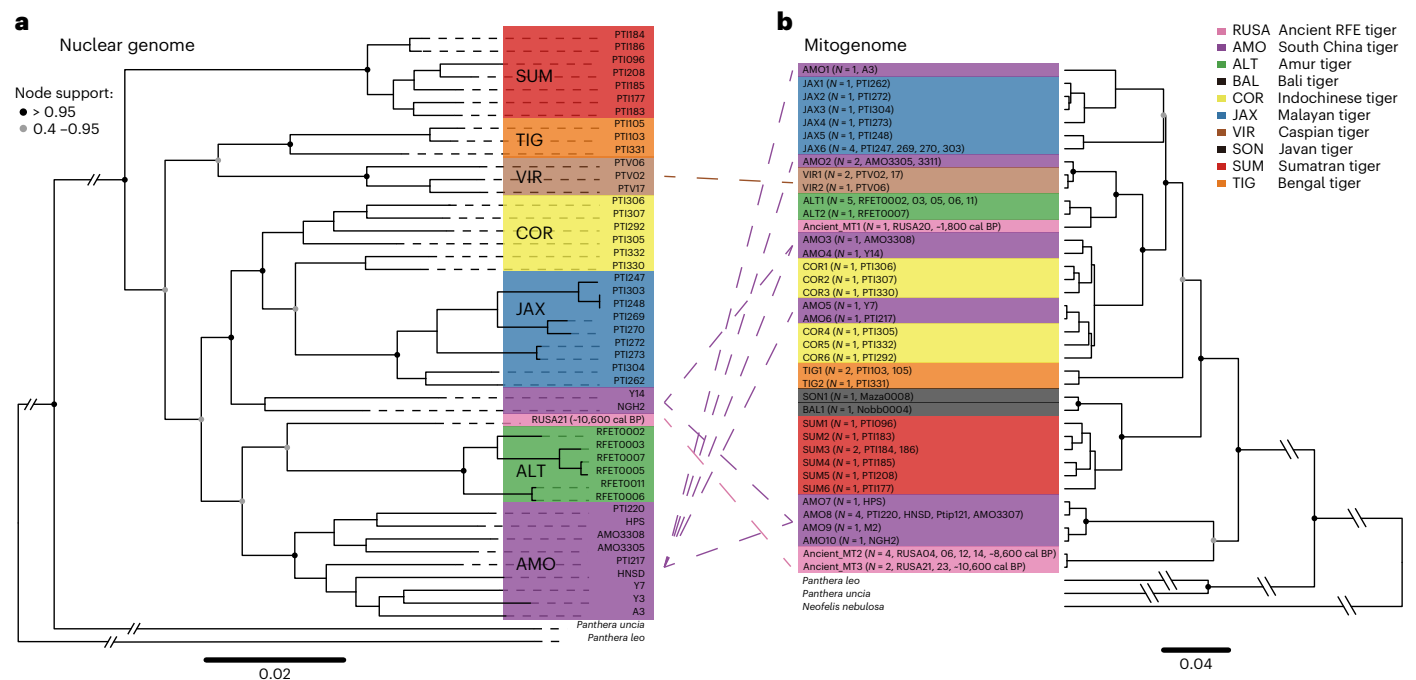 a
Nuclear genome
Node support:
> 0.95
0.4 –0.95
SUM
TIG
VIR
COR
JAX
ALT
AMO
PTI184
PTI186
PTI096
PTI208
PTI185
PTI177
PTI183
PTI105
PTI103
PTI331
PTV06
PTV02
PTV17
PTI306
PTI307
PTI292
PTI305
PTI332
PTI330
PTI247
PTI303
PTI248
PTI269
PTI270
PTI272
PTI273
PTI304
PTI262
Y14
NGH2
RUSA21 (~10,600 cal BP)
RFET0002
RFET0003
RFET0007
RFET0005
RFET0011
RFET0006
PTI220
HPS
AMO3308
AMO3305
PTI217
HNSD
Y7
Y3
A3
Panthera uncia
Panthera leo
0.02
b
Mitogenome
AMO1 (N = 1, A3)
JAX1 (N = 1, PTI262)
JAX2 (N = 1, PTI272)
JAX3 (N = 1, PTI304)
JAX4 (N = 1, PTI273)
JAX5 (N = 1, PTI248)
JAX6 (N = 4, PTI247, 269, 270, 303)
AMO2 (N = 2, AMO3305, 3311)
VIR1 (N = 2, PTV02, 17)
VIR2 (N = 1, PTV06)
ALT1 (N = 5, RFET0002, 03, 05, 06, 11)
ALT2 (N = 1, RFET0007)
Ancient_MT1 (N = 1, RUSA20, ~1,800 cal BP)
AMO3 (N = 1, AMO3308)
AMO4 (N = 1, Y14)
COR1 (N = 1, PTI306)
COR2 (N = 1, PTI307)
COR3 (N = 1, PTI330)
AMO5 (N = 1, Y7)
AMO6 (N = 1, PTI217)
COR4 (N = 1, PTI305)
COR5 (N = 1, PTI332)
COR6 (N = 1, PTI292)
TIG1 (N = 2, PTI103, 105)
TIG2 (N = 1, PTI331)
SON1 (N = 1, Maza0008)
BAL1 (N = 1, Nobb0004)
SUM1 (N = 1, PTI096)
SUM2 (N = 1, PTI183)
SUM3 (N = 2, PTI184, 186)
SUM4 (N = 1, PTI185)
SUM5 (N = 1, PTI208)
SUM6 (N = 1, PTI177)
AMO7 (N = 1, HPS)
AMO8 (N = 4, PTI220, HNSD, Ptip121, AMO3307)
AMO9 (N = 1, M2)
AMO10 (N = 1, NGH2)
Ancient_MT2 (N = 4, RUSA04, 06, 12, 14, ~8,600 cal BP)
Ancient_MT3 (N = 2, RUSA21, 23, ~10,600 cal BP)
Panthera leo
Panthera uncia
Neofelis nebulosa
0.04
RUSA Ancient RFE tiger
AMO South China tiger
ALT Amur tiger
BAL Bali tiger
COR Indochinese tiger
JAX Malayan tiger
VIR Caspian tiger
SON Javan tiger
SUM Sumatran tiger
TIG Bengal tiger